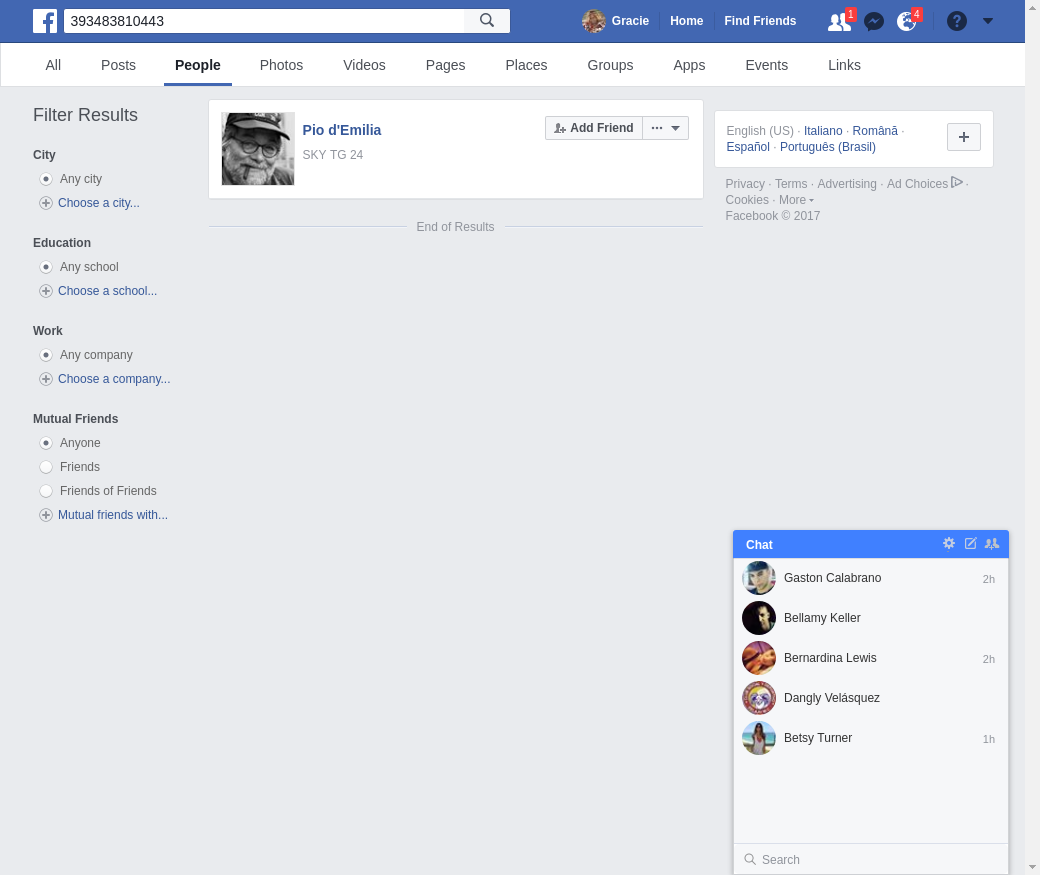 393483810443
Gracie
Home
Find Friends
1
4
All
Posts
People
Photos
Videos
Pages
Places
Groups
Apps
Events
Links
Filter Results
City
Any city
Choose a city...
Education
Any school
Choose a school...
Work
Any company
Choose a company...
Mutual Friends
Anyone
Friends
Friends of Friends
Mutual friends with...
Pio d'Emilia
SKY TG 24
Add Friend
End of Results
English (US) · Italiano · Română ·
Español · Português (Brasil)
Privacy · Terms · Advertising · Ad Choices ·
Cookies · More
Facebook © 2017
Chat
Gaston Calabrano 2h
Bellamy Keller
Bernardina Lewis 2h
Dangly Velásquez
Betsy Turner 1h
Search